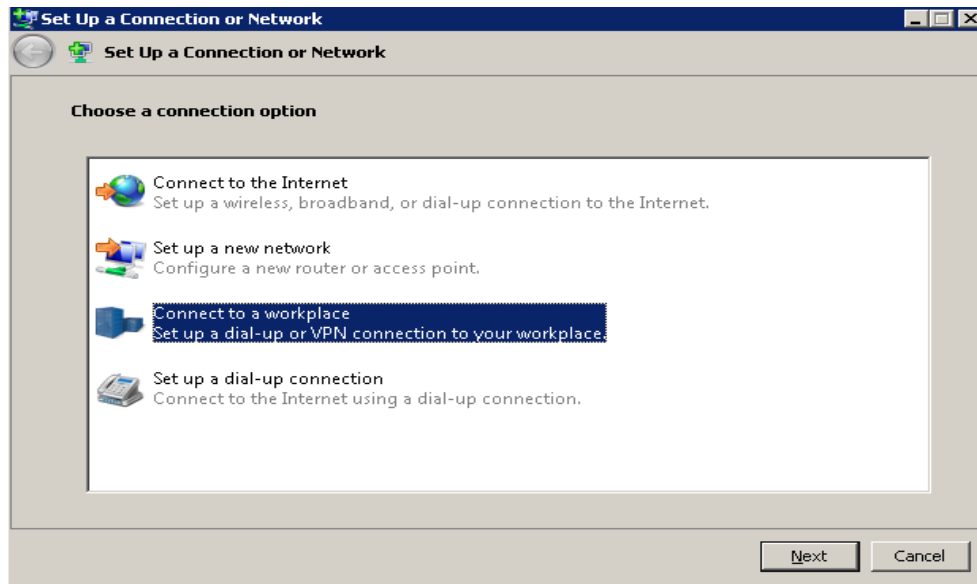 Set Up a Connection or Network
Set Up a Connection or Network
Choose a connection option
Connect to the Internet
Set up a wireless, broadband, or dial-up connection to the Internet.
Set up a new network
Configure a new router or access point.
Connect to a workplace
Set up a dial-up or VPN connection to your workplace.
Set up a dial-up connection
Connect to the Internet using a dial-up connection.
Next Cancel